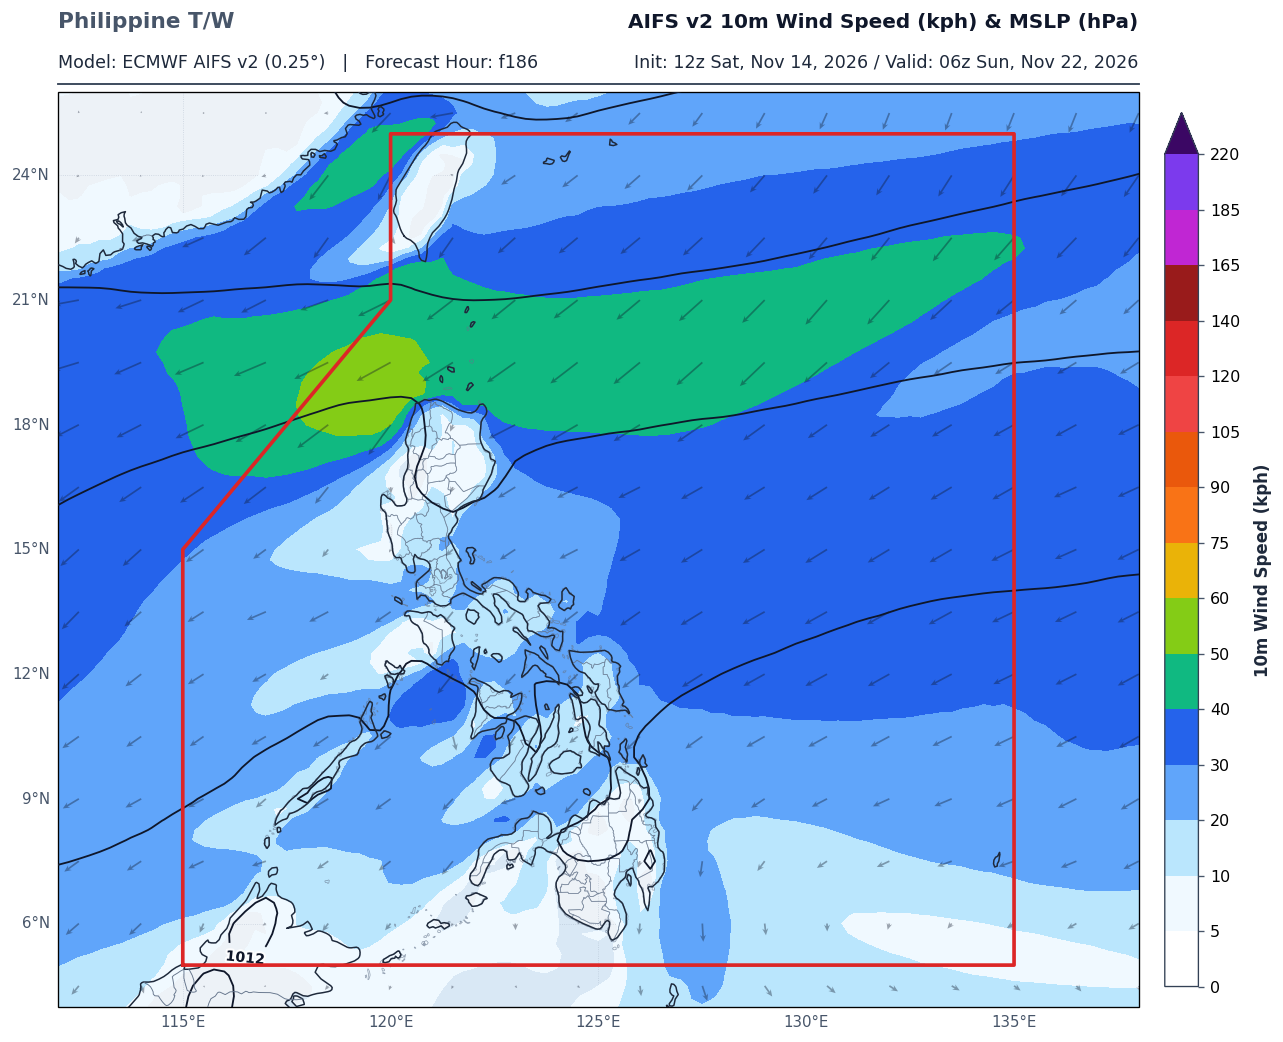 Philippine T/W
AIFS v2 10m Wind Speed (kph) & MSLP (hPa)
Model: ECMWF AIFS v2 (0.25°) | Forecast Hour: f186
Init: 12z Sat, Nov 14, 2026 / Valid: 06z Sun, Nov 22, 2026
24°N
21°N
18°N
15°N
12°N
9°N
6°N
1012
115°E
120°E
125°E
130°E
135°E
220
185
165
140
120
105
90
75
60
50
40
30
20
10
5
0
10m Wind Speed (kph)